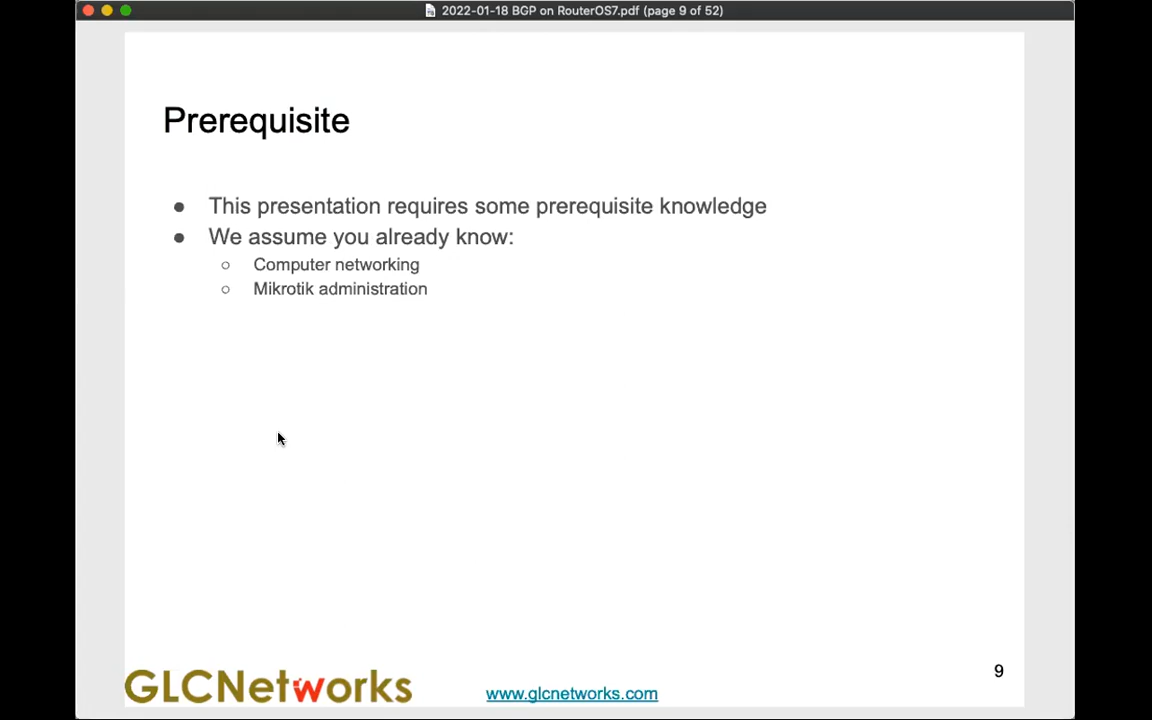 2022-01-18 BGP on RouterOS7.pdf (page 9 of 52)
Prerequisite
● This presentation requires some prerequisite knowledge
● We assume you already know:
○ Computer networking
○ Mikrotik administration
9
GLCNetworks
www.glcnetworks.com